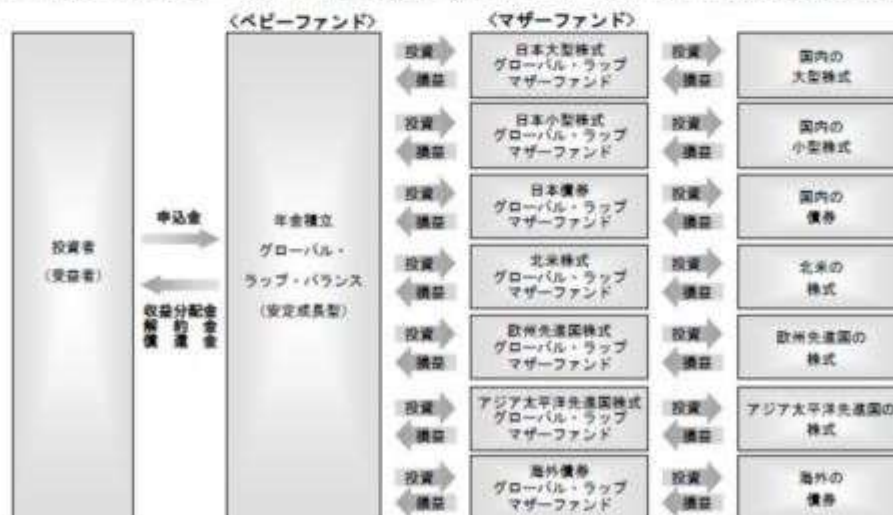 〈ベビーファンド〉
〈マザーファンド〉
投資者
(受益者)
申込金
収益分配金
解約金
償還金
年金積立
グローバル・
ラップ・バランス
(安定成長型)
投資
損益
日本大型株式
グローバル・ラップ
マザーファンド
投資
損益
国内の
大型株式
投資
損益
日本小型株式
グローバル・ラップ
マザーファンド
投資
損益
国内の
小型株式
投資
損益
日本債券
グローバル・ラップ
マザーファンド
投資
損益
国内の
債券
投資
損益
北米株式
グローバル・ラップ
マザーファンド
投資
損益
北米の
株式
投資
損益
欧州先進国株式
グローバル・ラップ
マザーファンド
投資
損益
欧州先進国の
株式
投資
損益
アジア太平洋先進国株式
グローバル・ラップ
マザーファンド
投資
損益
アジア太平洋先進国の
株式
投資
損益
海外債券
グローバル・ラップ
マザーファンド
投資
損益
海外の
債券